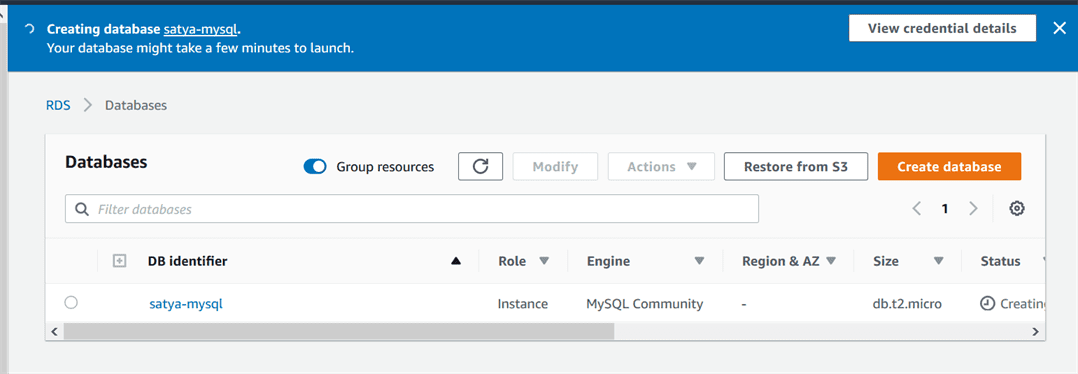 Creating database satya-mysql.
Your database might take a few minutes to launch.
View credential details
RDS > Databases
Databases
Group resources
Modify
Actions
Restore from S3
Create database
Filter databases
1
DB identifier
Role
Engine
Region & AZ
Size
Status
satya-mysql
Instance
MySQL Community
-
db.t2.micro
Creating